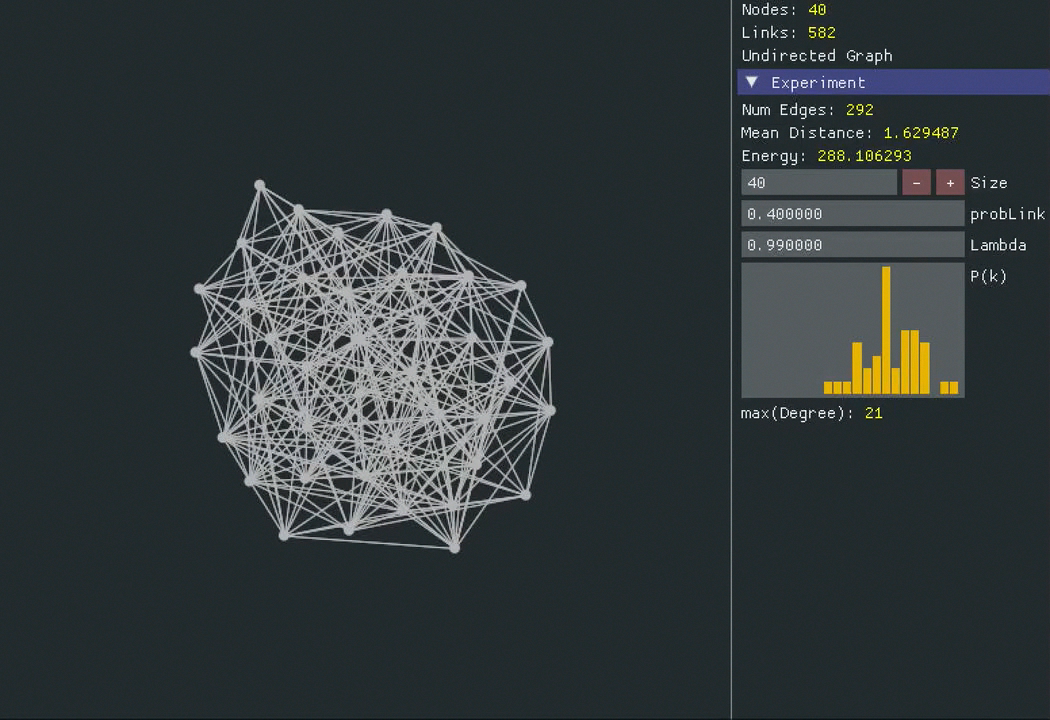 Nodes: 40
Links: 582
Undirected Graph
Experiment
Num Edges: 292
Mean Distance: 1.629487
Energy: 288.106293
40 - + Size
0.400000 probLink
0.990000 Lambda
P(k)
max(Degree): 21